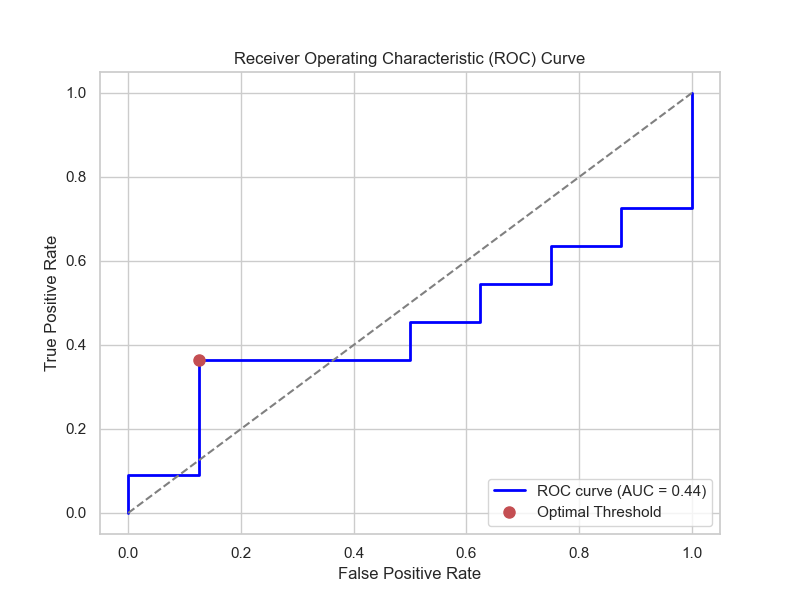 Receiver Operating Characteristic (ROC) Curve
True Positive Rate
1.0
0.8
0.6
0.4
0.2
0.0
ROC curve (AUC = 0.44)
Optimal Threshold
0.0 0.2 0.4 0.6 0.8 1.0
False Positive Rate